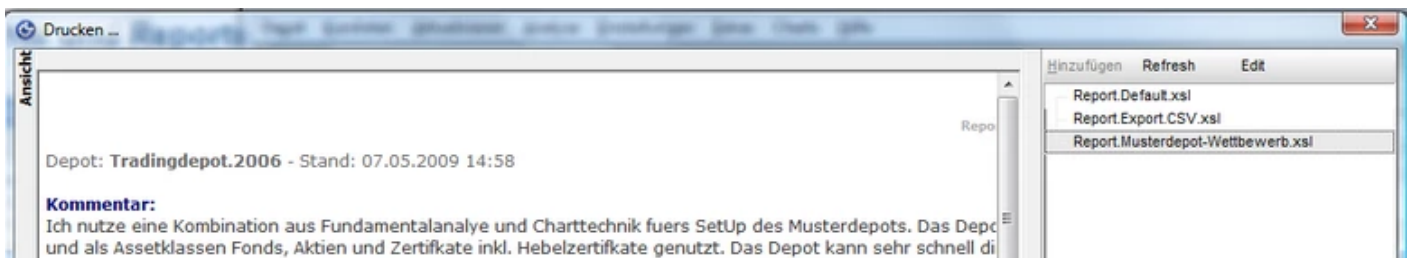 Drucken ...
Reports
Ansicht
Hinzufügen Refresh Edit
Report.Default.xsl
Report.Export.CSV.xsl
Report.Musterdepot-Wettbewerb.xsl
Repo
Depot: Tradingdepot.2006 - Stand: 07.05.2009 14:58
Kommentar:
Ich nutze eine Kombination aus Fundamentalanalye und Charttechnik fuers SetUp des Musterdepots. Das Depo
und als Assetklassen Fonds, Aktien und Zertifkate inkl. Hebelzertifkate genutzt. Das Depot kann sehr schnell di